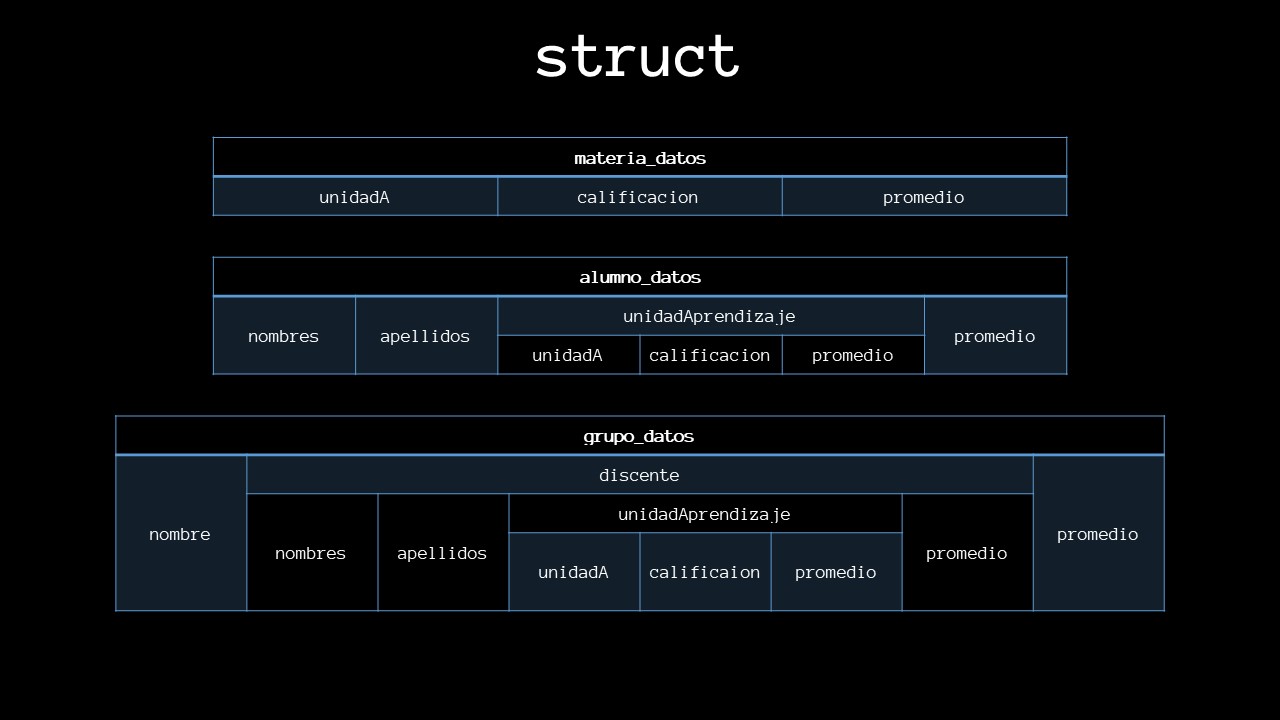 struct
materia_datos
unidadA calificacion promedio
alumno_datos
nombres apellidos unidadAprendizaje promedio
unidadA calificacion promedio
grupo_datos
nombre discente promedio
nombres apellidos unidadAprendizaje promedio
unidadA calificaion promedio